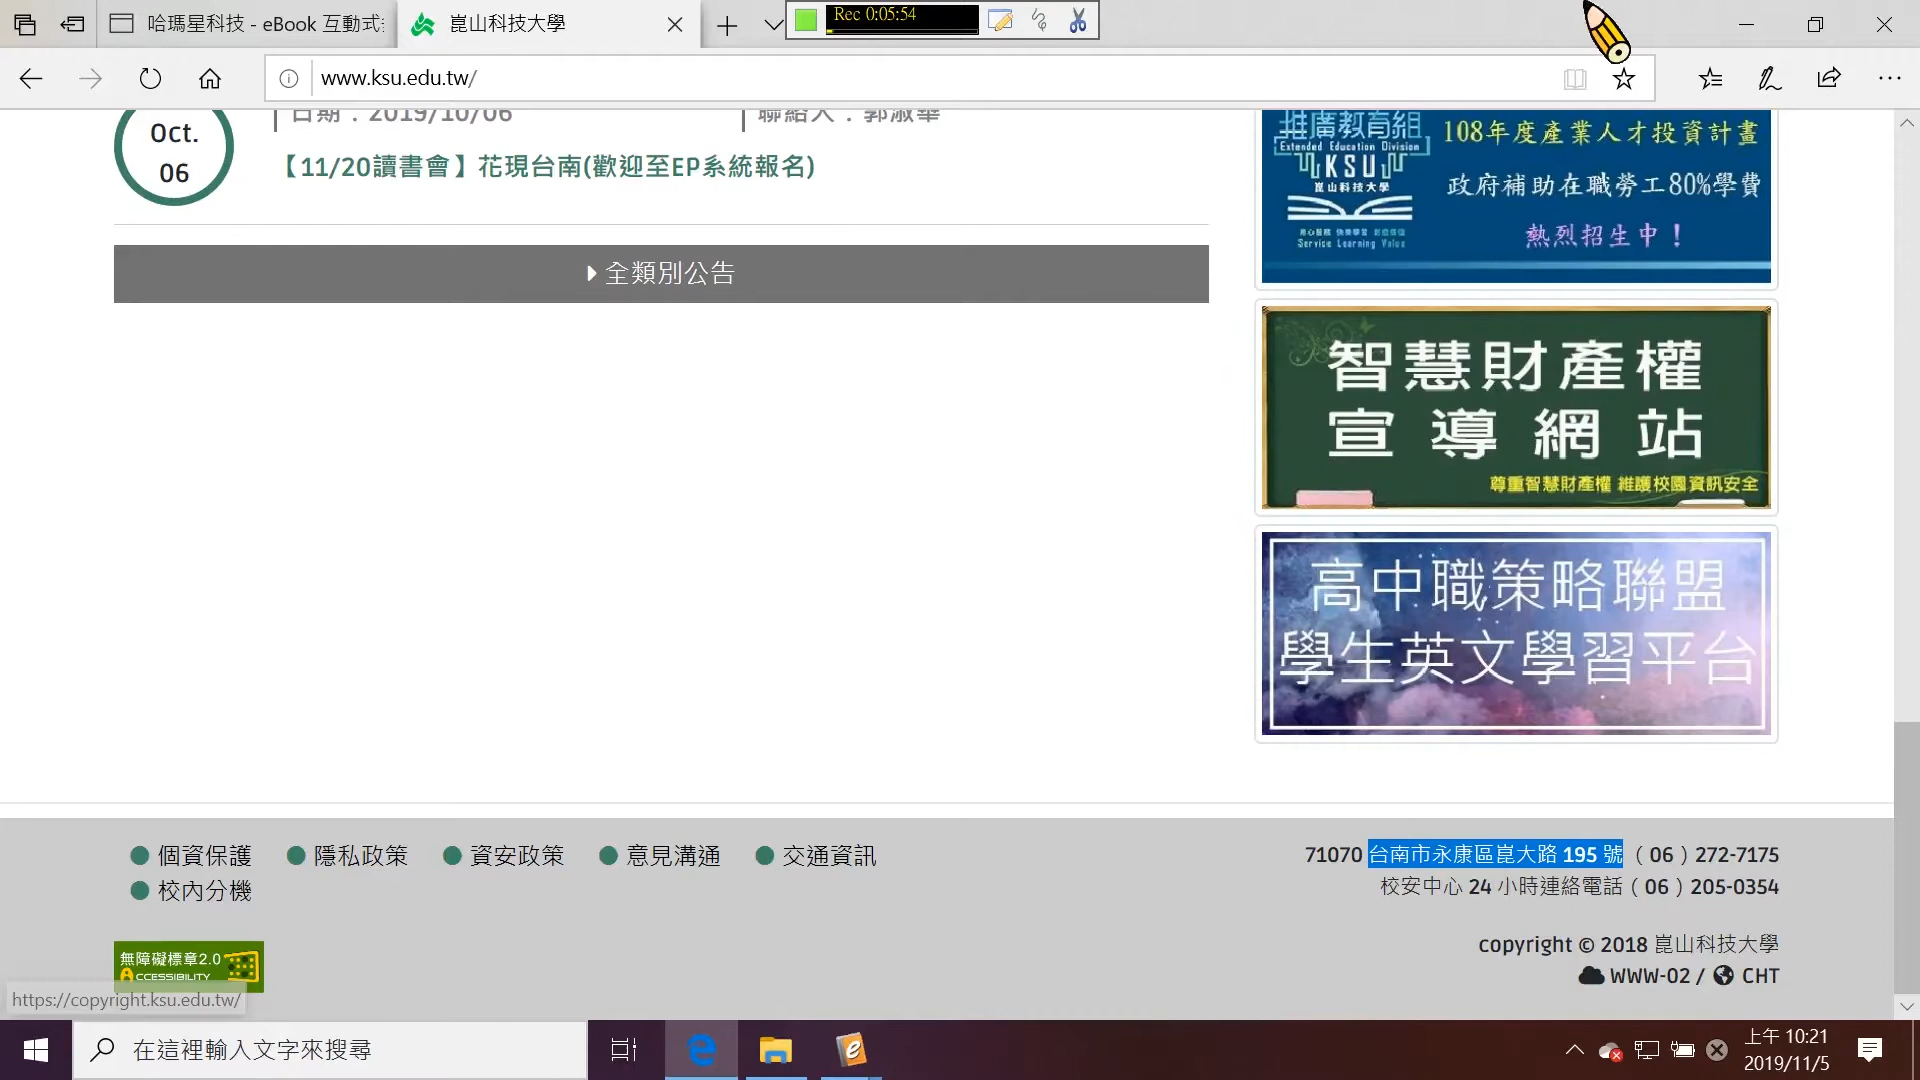 哈瑪星科技 - eBook 互動式
崑山科技大學
Rec 0:05:54
www.ksu.edu.tw/
Oct.
06
日期：2019/10/06
聯絡人：郭淑華
【11/20讀書會】花現台南(歡迎至EP系統報名)
全類別公告
推廣教育組
Extended Education Division
KSU
崑山科技大學
Service Learning Value
108年度產業人才投資計畫
政府補助在職勞工80%學費
熱烈招生中！
智慧財產權
宣導網站
尊重智慧財產權 維護校園資訊安全
高中職策略聯盟
學生英文學習平台
個資保護
隱私政策
資安政策
意見溝通
交通資訊
校內分機
71070 台南市永康區崑大路 195 號（06）272-7175
校安中心 24 小時連絡電話（06）205-0354
copyright © 2018 崑山科技大學
WWW-02 / CHT
無障礙標章2.0
ACCESSIBILITY
https://copyright.ksu.edu.tw/
在這裡輸入文字來搜尋
上午 10:21
2019/11/5